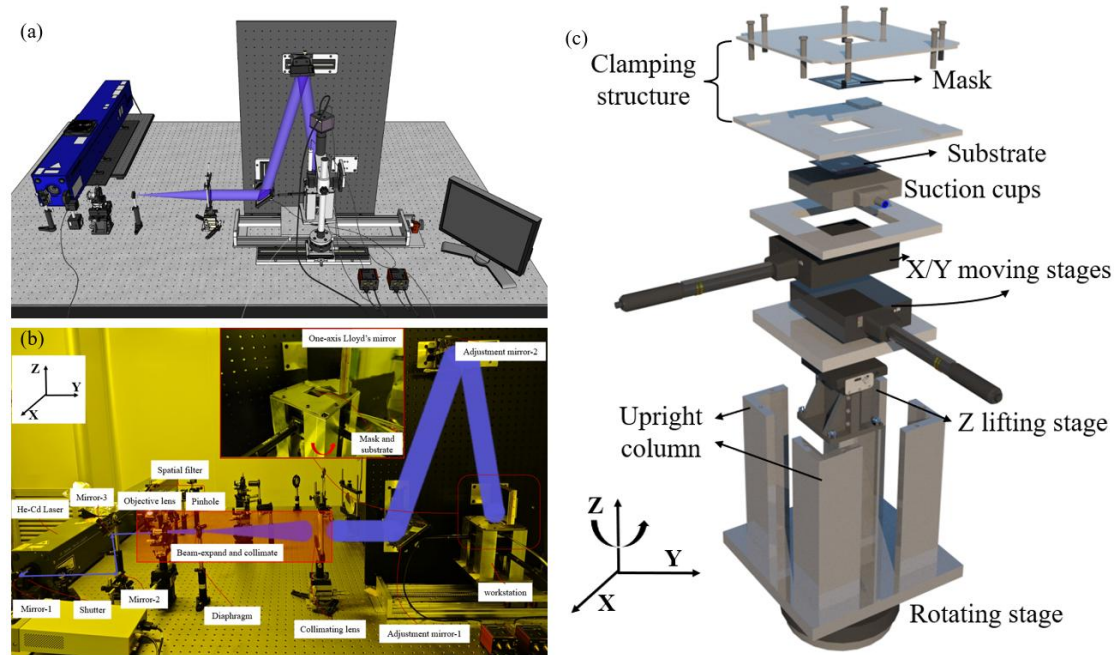 (a)
(b)
Z
Y
X
One-axis Lloyd's mirror
Adjustment mirror-2
Mask and
substrate
Spatial filter
Mirror-3
Objective lens
Pinhole
He-Cd Laser
Beam-expand and collimate
workstation
Mirror-1
Shutter
Mirror-2
Diaphragm
Collimating lens
Adjustment mirror-1
(c)
Clamping
structure
Mask
Substrate
Suction cups
X/Y moving stages
Upright
column
Z lifting stage
Z
Y
X
Rotating stage